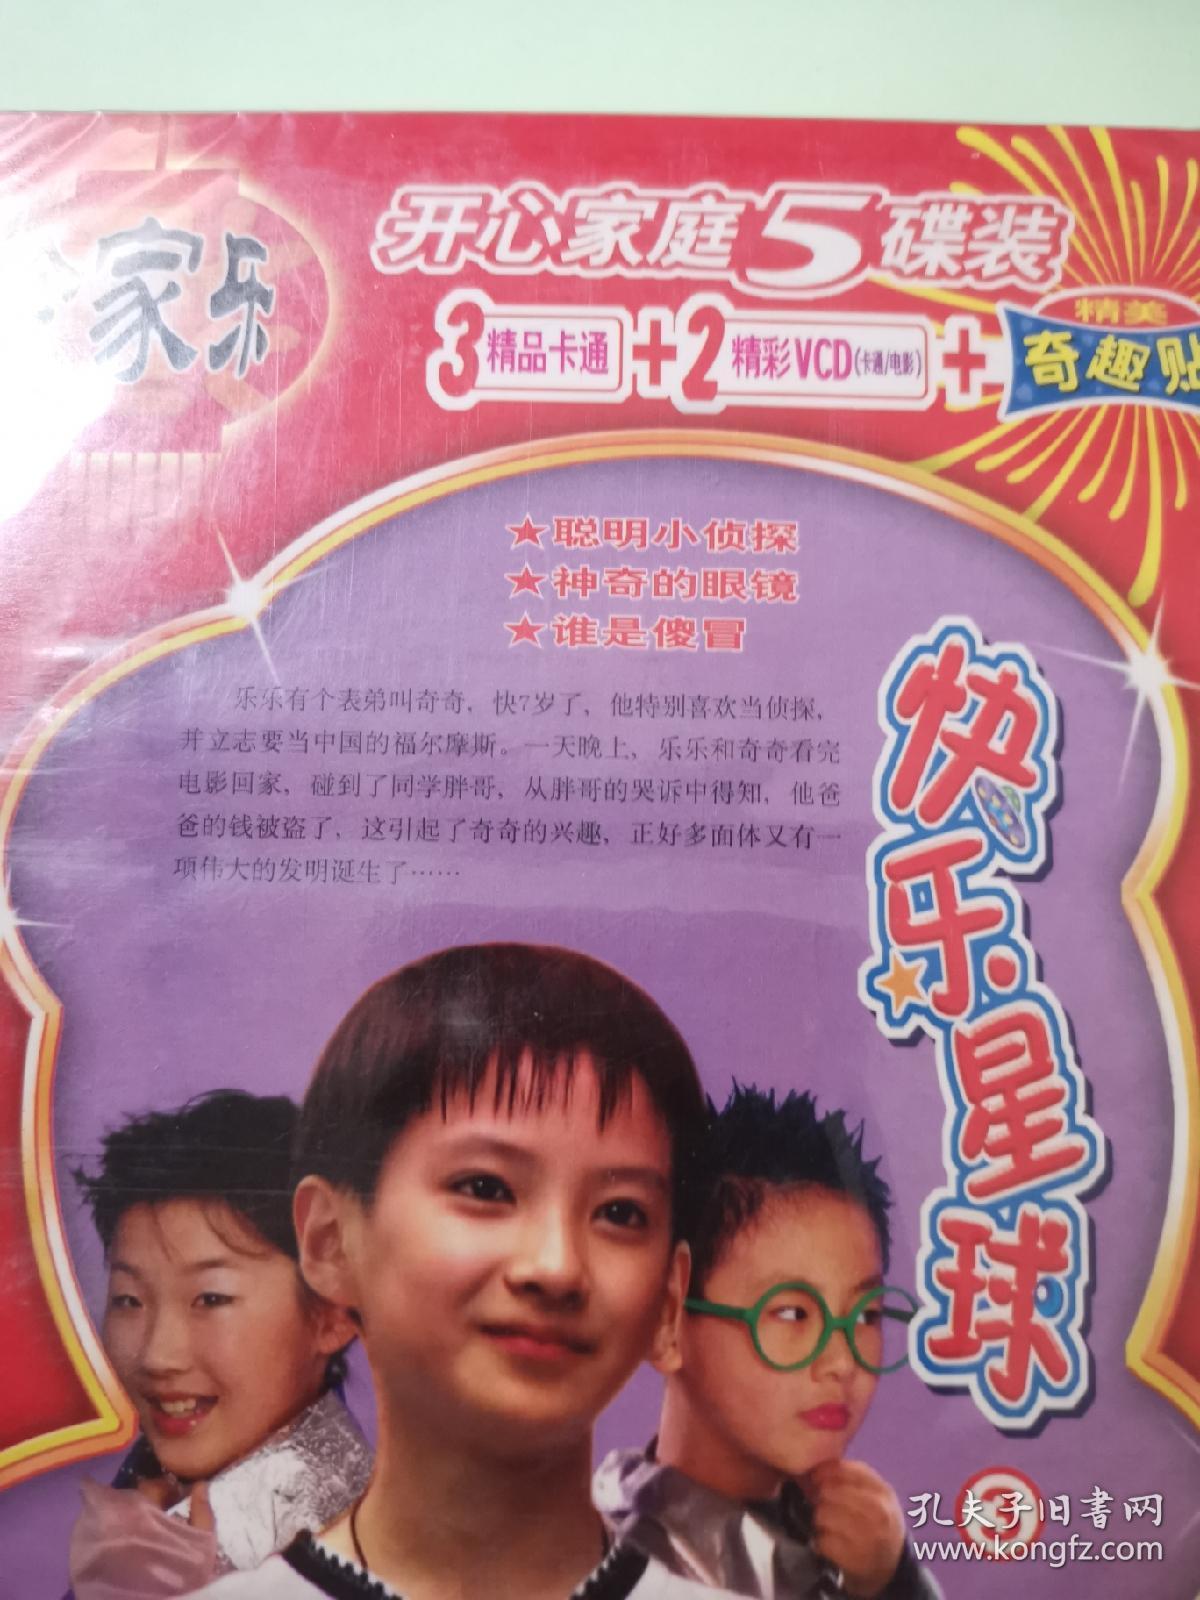 家乐
开心家庭5碟装
3精品卡通+2精彩VCD(卡通/电影)+精美奇趣贴
★聪明小侦探
★神奇的眼镜
★谁是傻冒
乐乐有个表弟叫奇奇，快7岁了，他特别喜欢当侦探，
并立志要当中国的福尔摩斯。一天晚上，乐乐和奇奇看完
电影回家，碰到了同学胖哥，从胖哥的哭诉中得知，他爸
爸的钱被盗了，这引起了奇奇的兴趣，正好多面体又有一
项伟大的发明诞生了……
快乐星球
3
孔夫子旧书网
www.kongfz.com